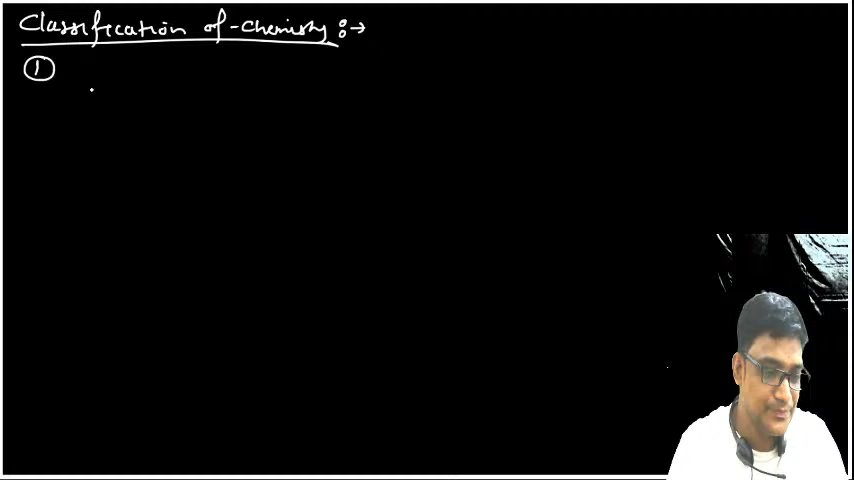 Classification of Chemistry :→
①